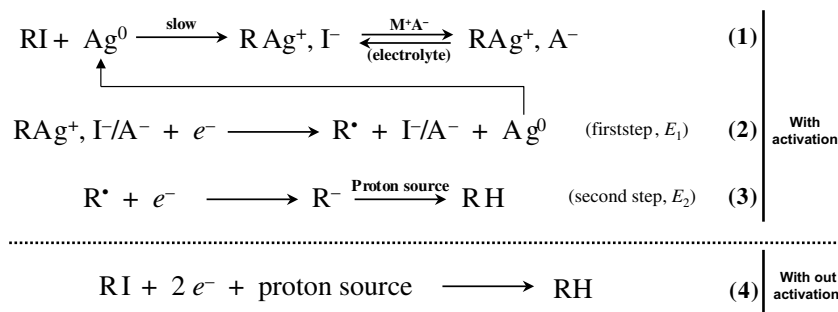 RI + Ag⁰ slow R Ag⁺, I⁻ M⁺A⁻ (electrolyte) RAg⁺, A⁻ (1)
RAg⁺, I⁻/A⁻ + e⁻ R• + I⁻/A⁻ + Ag⁰ (firststep, E₁) (2)
With
activation
R• + e⁻ R⁻ Proton source RH (second step, E₂) (3)
RI + 2 e⁻ + proton source RH (4)
With out
activation